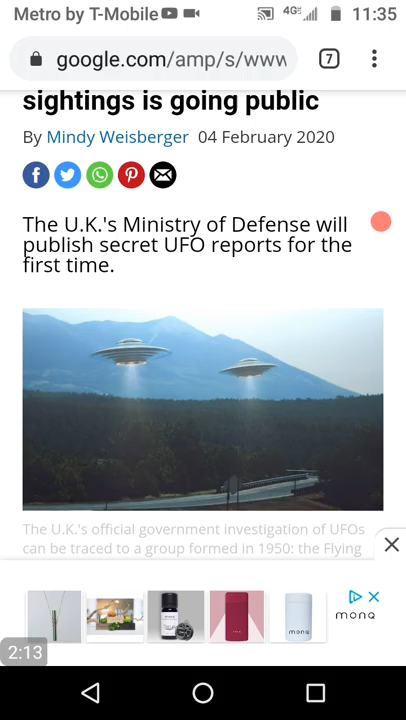 Metro by T-Mobile 4G 11:35
google.com/amp/s/www 7
sightings is going public
By Mindy Weisberger 04 February 2020
The U.K.'s Ministry of Defense will
publish secret UFO reports for the
first time.
The U.K.'s official government investigation of UFOs
can be traced to a group formed in 1950: the Flying
monq
monq
2:13